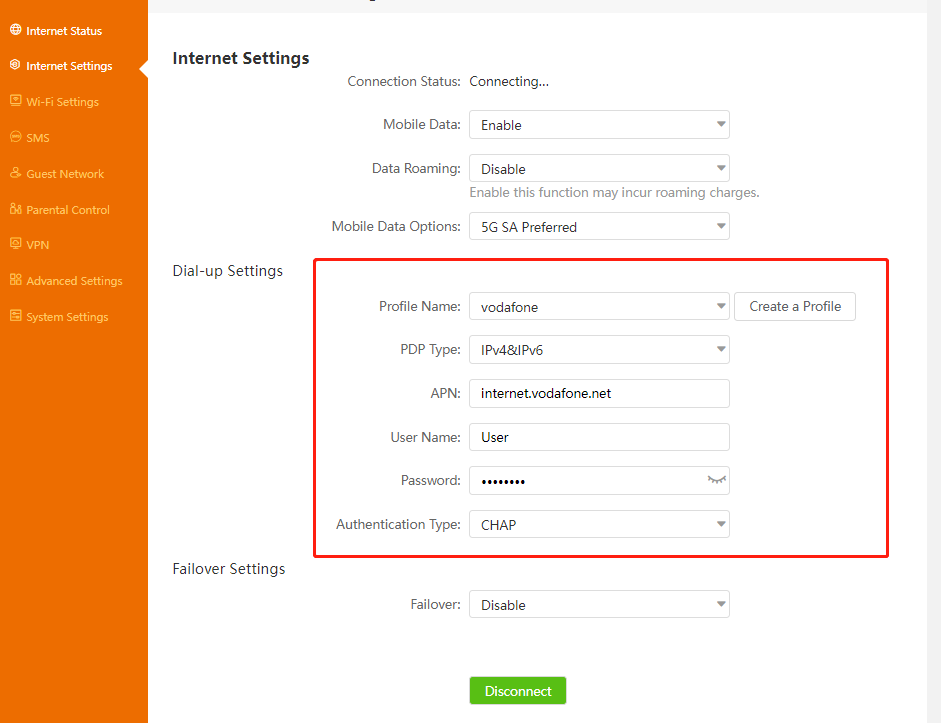 Internet Status
Internet Settings
Wi-Fi Settings
SMS
Guest Network
Parental Control
VPN
Advanced Settings
System Settings
Internet Settings
Connection Status: Connecting...
Mobile Data: Enable
Data Roaming: Disable
Enable this function may incur roaming charges.
Mobile Data Options: 5G SA Preferred
Dial-up Settings
Profile Name: vodafone Create a Profile
PDP Type: IPv4&IPv6
APN: internet.vodafone.net
User Name: User
Password: ••••••••
Authentication Type: CHAP
Failover Settings
Failover: Disable
Disconnect